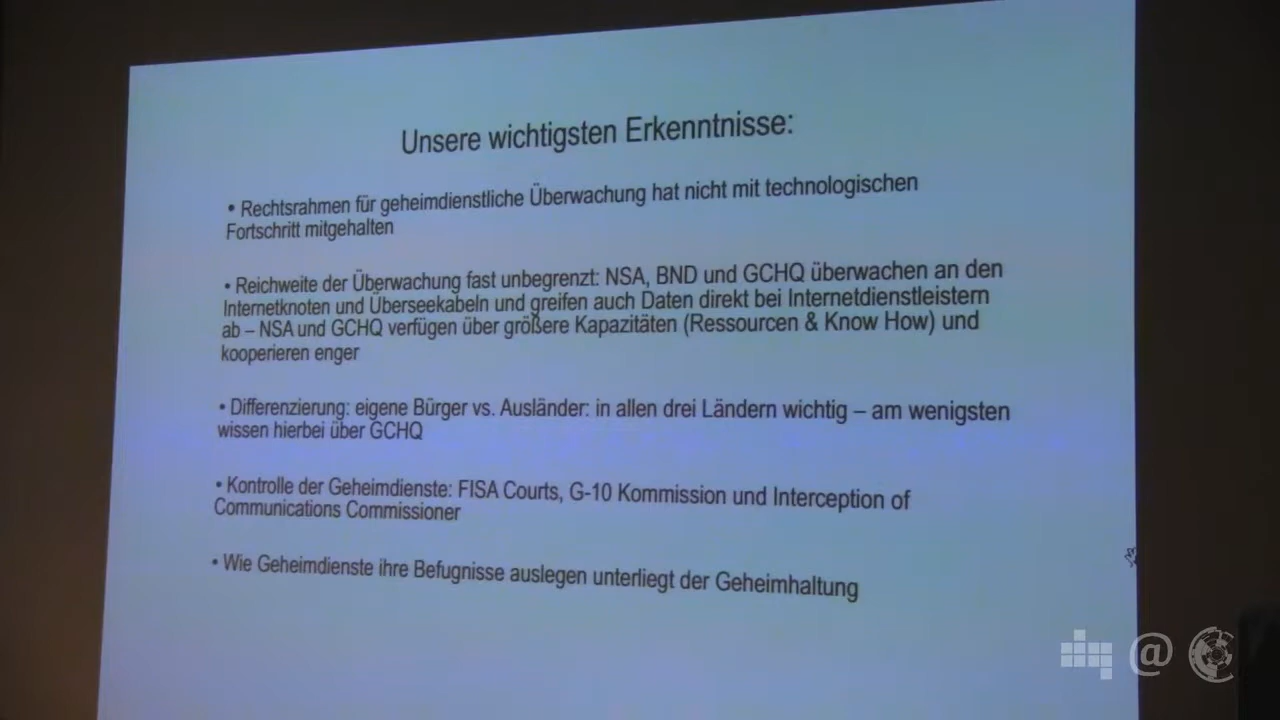 Unsere wichtigsten Erkenntnisse:
• Rechtsrahmen für geheimdienstliche Überwachung hat nicht mit technologischen
Fortschritt mitgehalten
• Reichweite der Überwachung fast unbegrenzt: NSA, BND und GCHQ überwachen an den
Internetknoten und Überseekabeln und greifen auch Daten direkt bei Internetdienstleistern
ab – NSA und GCHQ verfügen über größere Kapazitäten (Ressourcen & Know How) und
kooperieren enger
• Differenzierung: eigene Bürger vs. Ausländer: in allen drei Ländern wichtig – am wenigsten
wissen hierbei über GCHQ
• Kontrolle der Geheimdienste: FISA Courts, G-10 Kommission und Interception of
Communications Commissioner
• Wie Geheimdienste ihre Befugnisse auslegen unterliegt der Geheimhaltung
@